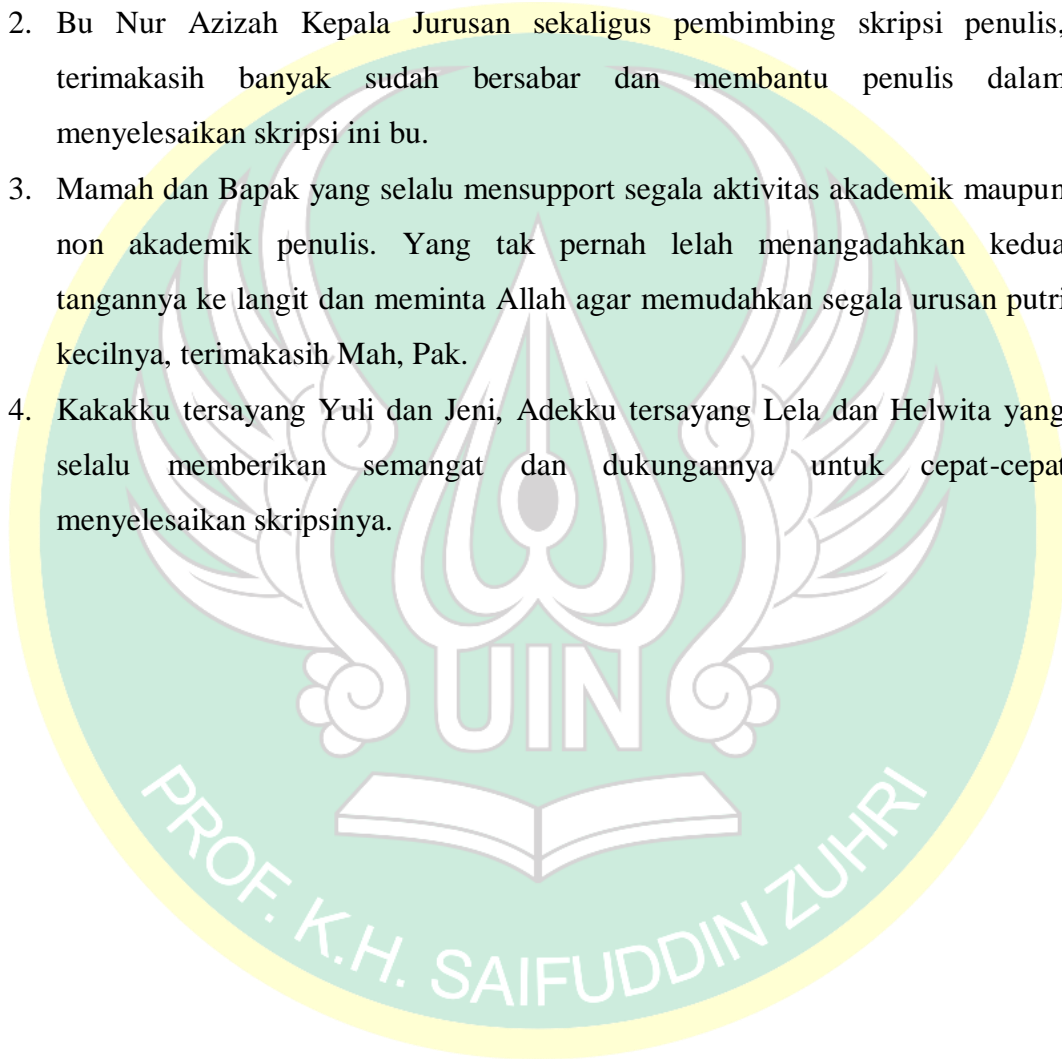 2. Bu Nur Azizah Kepala Jurusan sekaligus pembimbing skripsi penulis,
terimakasih banyak sudah bersabar dan membantu penulis dalam
menyelesaikan skripsi ini bu.
3. Mamah dan Bapak yang selalu mensupport segala aktivitas akademik maupun
non akademik penulis. Yang tak pernah lelah menangadahkan kedua
tangannya ke langit dan meminta Allah agar memudahkan segala urusan putri
kecilnya, terimakasih Mah, Pak.
4. Kakakku tersayang Yuli dan Jeni, Adekku tersayang Lela dan Helwita yang
selalu memberikan semangat dan dukungannya untuk cepat-cepat
menyelesaikan skripsinya.
UIN
PROF. K.H. SAIFUDDIN ZUHRI